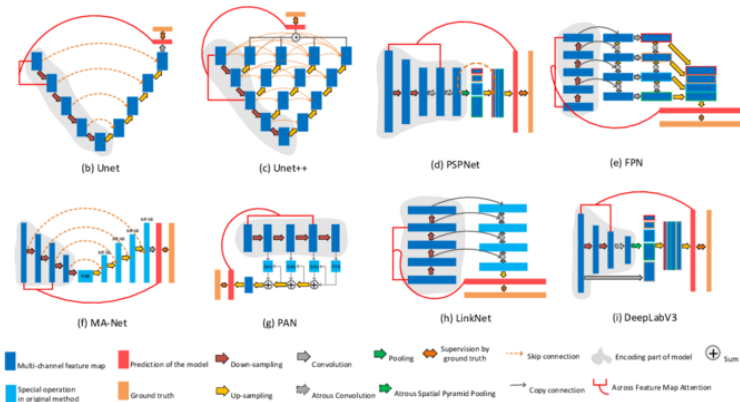 (b) Unet
(c) Unet++
(d) PSPNet
(e) FPN
(f) MA-Net
(g) PAN
(h) LinkNet
(i) DeepLabV3
Multi-channel feature map
Prediction of the model
Down-sampling
Convolution
Pooling
Supervision by
ground truth
Skip connection
Encoding part of model
Sum
Special operation
in original method
Ground truth
Up-sampling
Atrous Convolution
Atrous Spatial Pyramid Pooling
Copy connection
Across Feature Map Attention